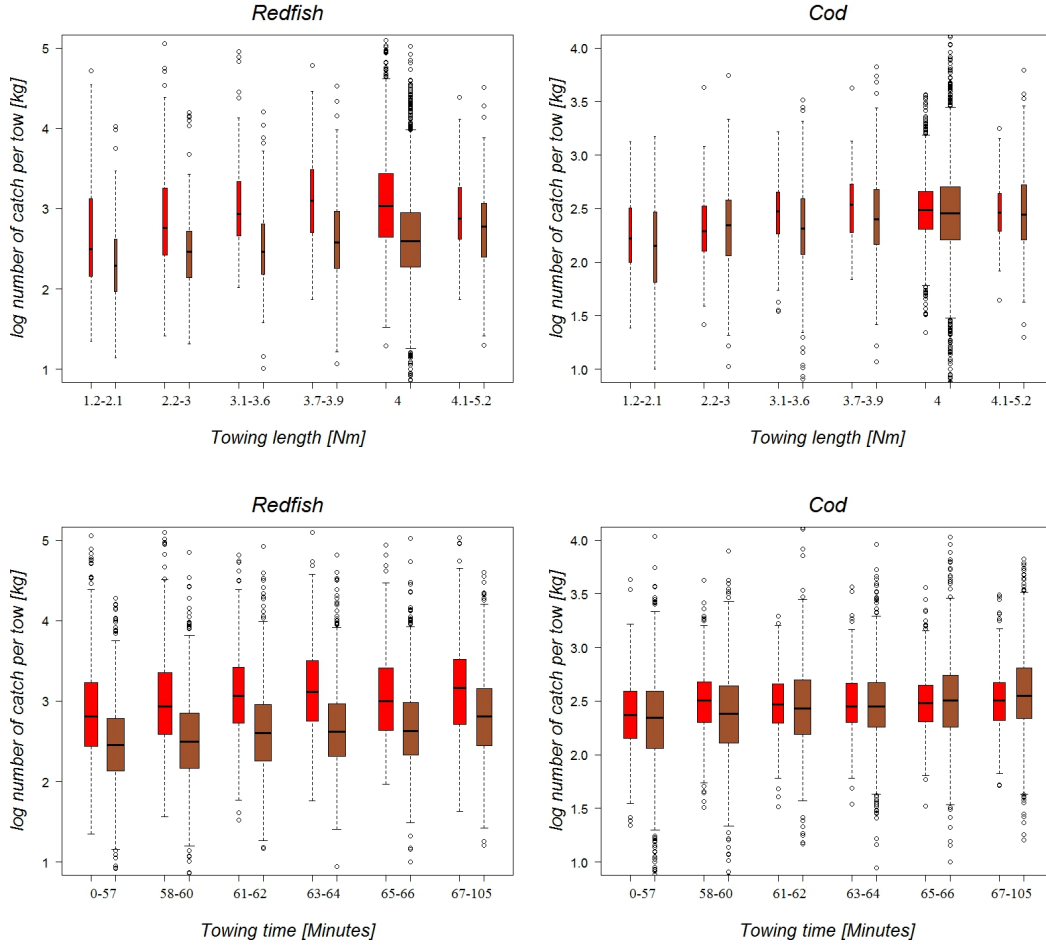 Redfish
log number of catch per tow [kg]
5
4
3
2
1
1.2-2.1 2.2-3 3.1-3.6 3.7-3.9 4 4.1-5.2
Towing length [Nm]
Cod
log number of catch per tow [kg]
4.0
3.5
3.0
2.5
2.0
1.5
1.0
1.2-2.1 2.2-3 3.1-3.6 3.7-3.9 4 4.1-5.2
Towing length [Nm]
Redfish
log number of catch per tow [kg]
5
4
3
2
1
0-57 58-60 61-62 63-64 65-66 67-105
Towing time [Minutes]
Cod
log number of catch per tow [kg]
4.0
3.5
3.0
2.5
2.0
1.5
1.0
0-57 58-60 61-62 63-64 65-66 67-105
Towing time [Minutes]